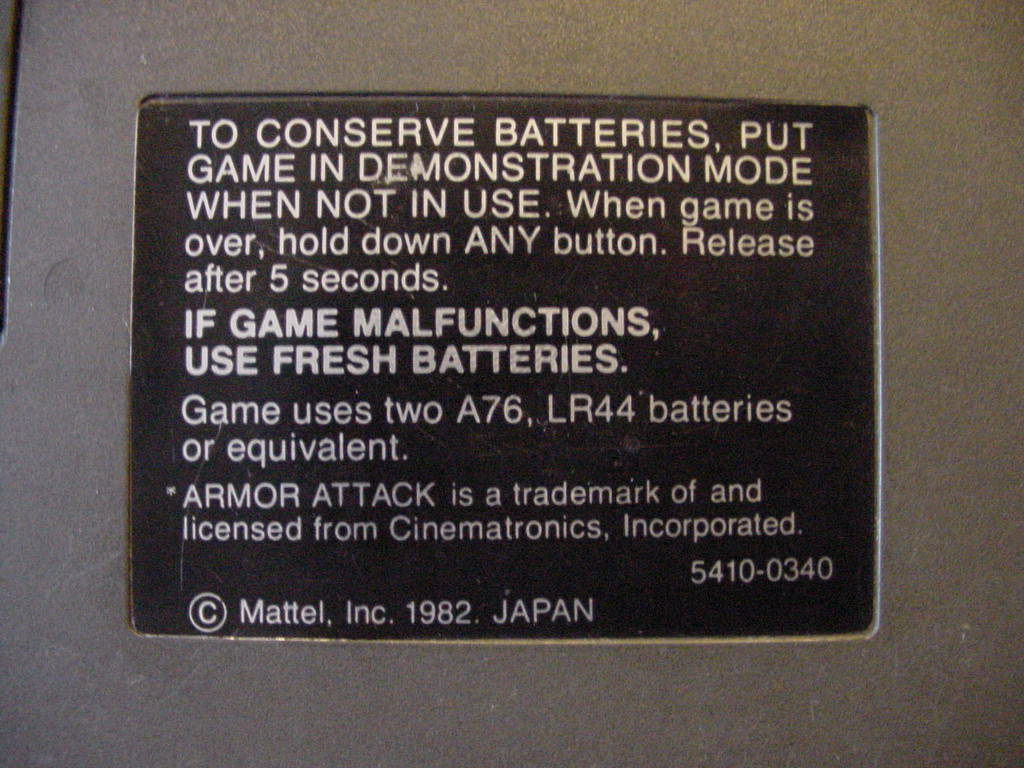 TO CONSERVE BATTERIES, PUT
GAME IN DEMONSTRATION MODE
WHEN NOT IN USE. When game is
over, hold down ANY button. Release
after 5 seconds.
IF GAME MALFUNCTIONS,
USE FRESH BATTERIES.
Game uses two A76, LR44 batteries
or equivalent.
*ARMOR ATTACK is a trademark of and
licensed from Cinematronics, Incorporated.
5410-0340
© Mattel, Inc. 1982. JAPAN